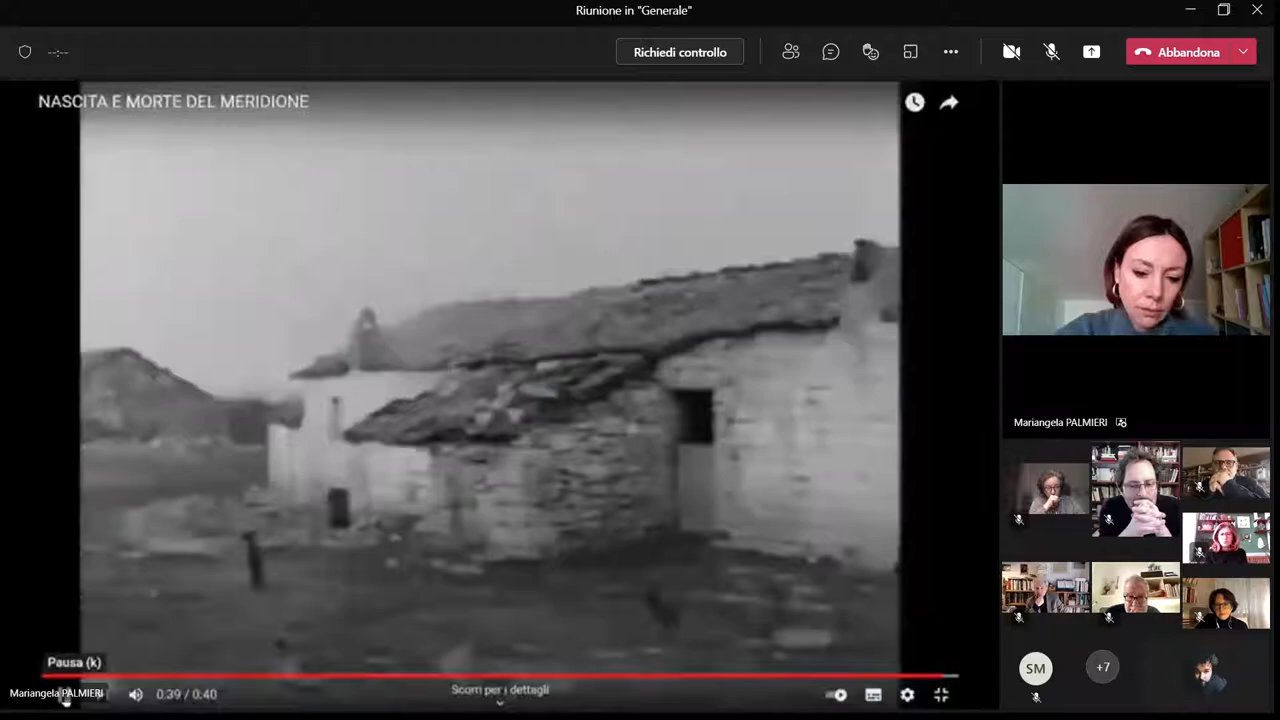 Riunione in "Generale"
--:--
Richiedi controllo
Abbandona
NASCITA E MORTE DEL MERIDIONE
Mariangela PALMIERI
Pausa (k)
Mariangela PALMIERI
0:39 / 0:40
Scorri per i dettagli
SM
+7